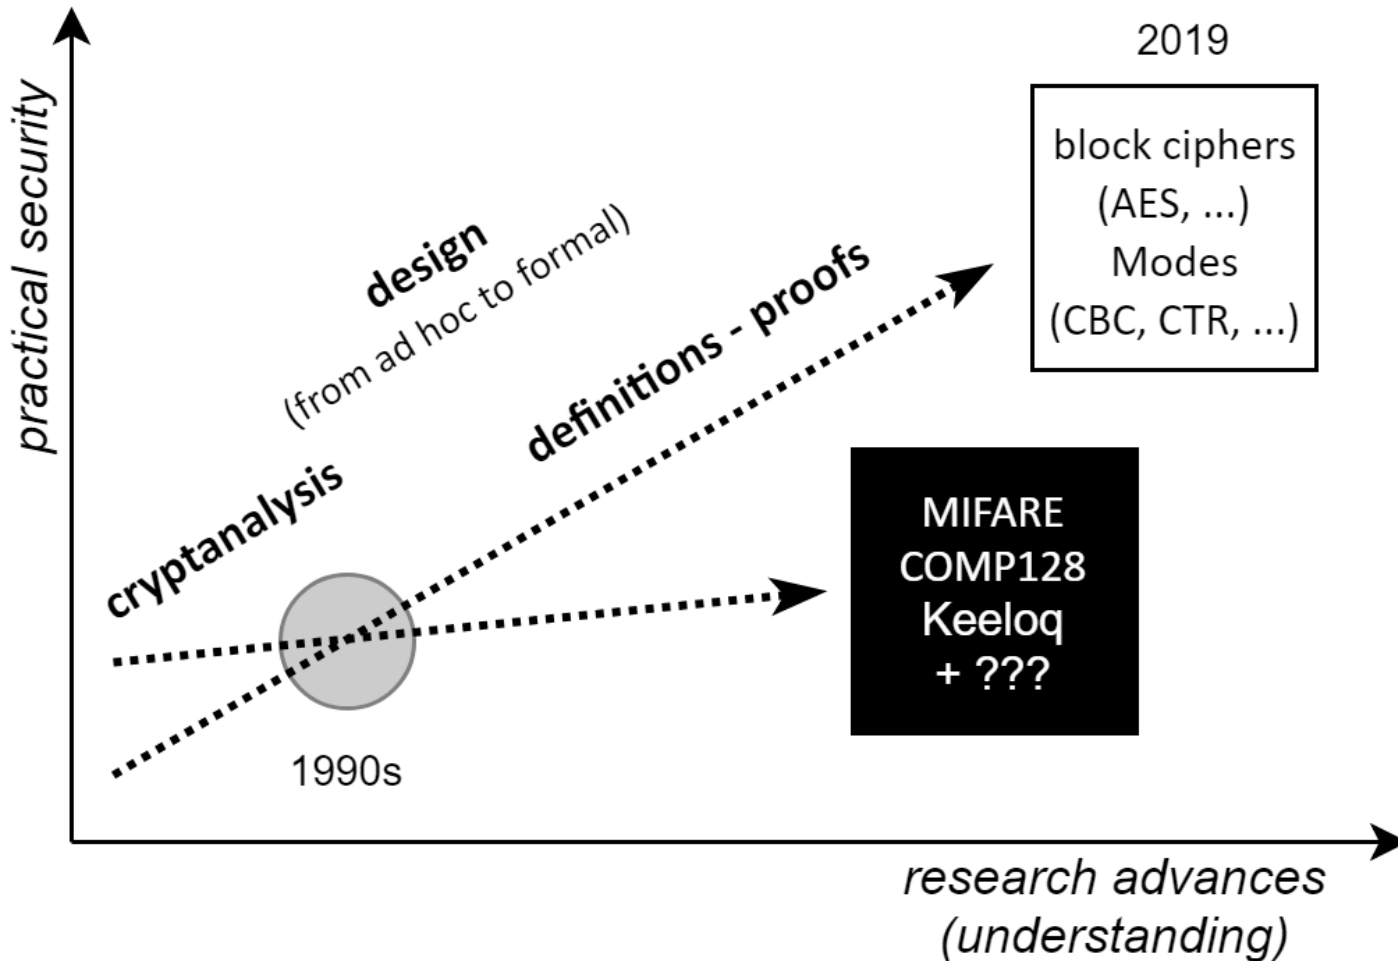 practical security
2019
block ciphers
(AES, ...)
Modes
(CBC, CTR, ...)
design
(from ad hoc to formal)
definitions - proofs
cryptanalysis
MIFARE
COMP128
Keeloq
+ ???
1990s
research advances
(understanding)